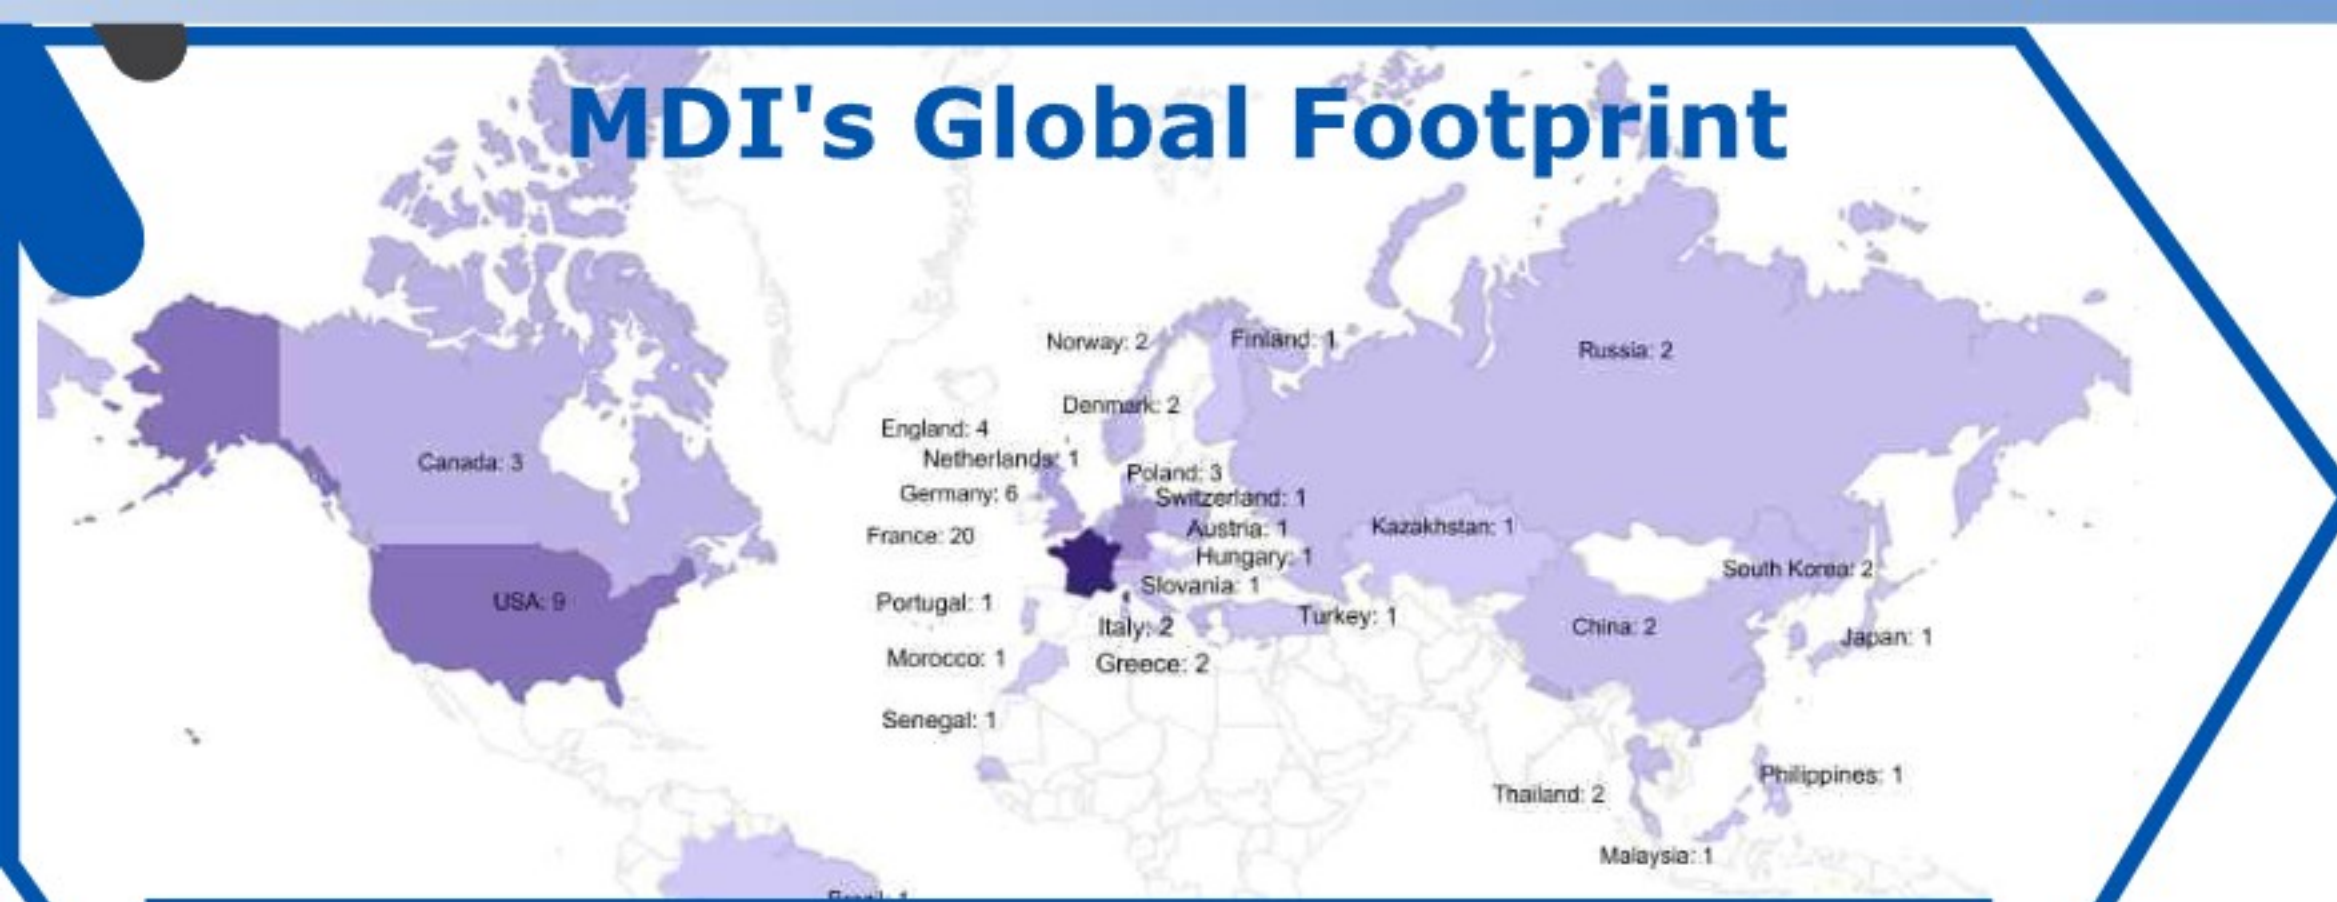 MDI's Global Footprint
Norway: 2
Finland: 1
Russia: 2
Denmark: 2
England: 4
Netherlands: 1
Canada: 3
Poland: 3
Germany: 6
Switzerland: 1
Austria: 1
Kazakhstan: 1
France: 20
Hungary: 1
South Korea: 2
Slovania: 1
USA: 9
Portugal: 1
Turkey: 1
Italy: 2
China: 2
Japan: 1
Morocco: 1
Greece: 2
Senegal: 1
Philippines: 1
Thailand: 2
Malaysia: 1
Brazil: 1